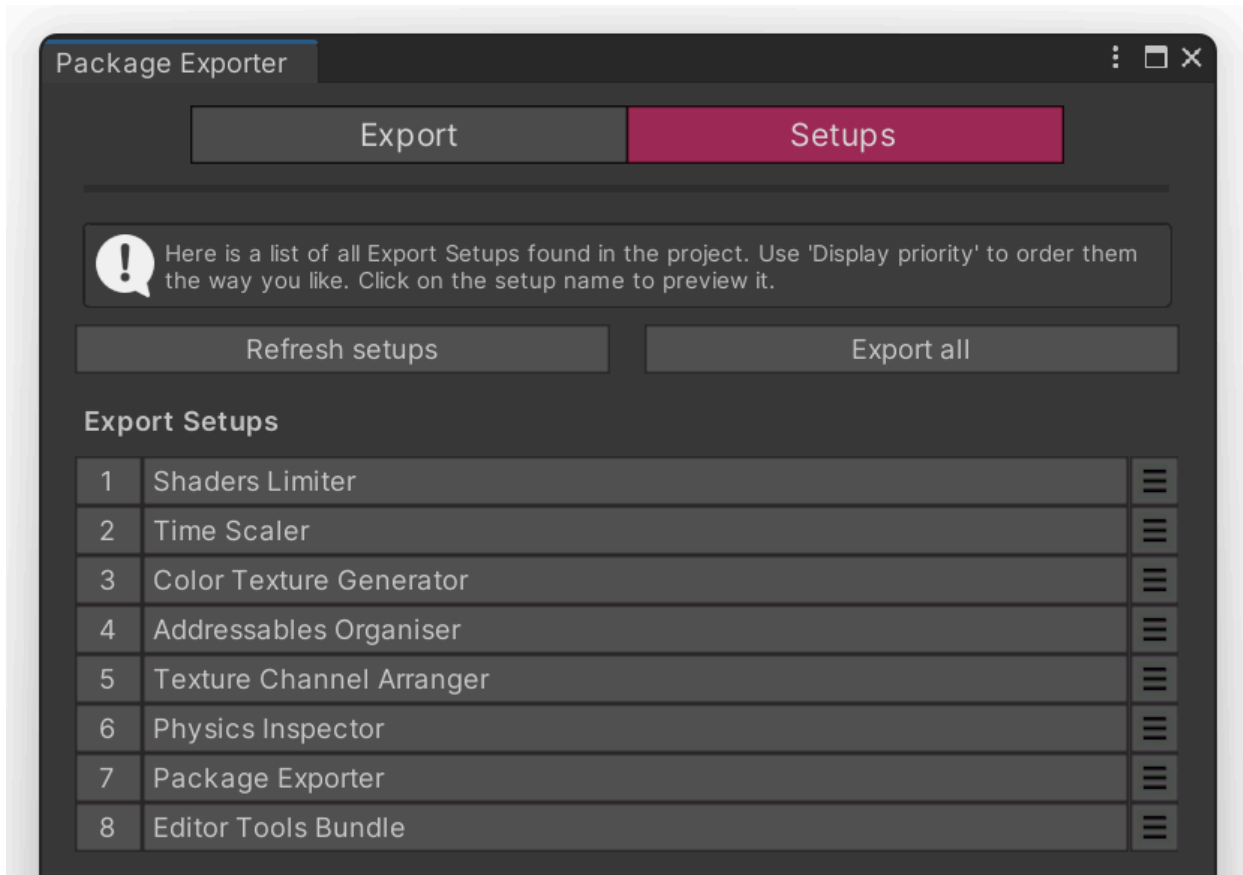 Package Exporter
Export
Setups
Here is a list of all Export Setups found in the project. Use 'Display priority' to order them
the way you like. Click on the setup name to preview it.
Refresh setups
Export all
Export Setups
1 Shaders Limiter
2 Time Scaler
3 Color Texture Generator
4 Addressables Organiser
5 Texture Channel Arranger
6 Physics Inspector
7 Package Exporter
8 Editor Tools Bundle